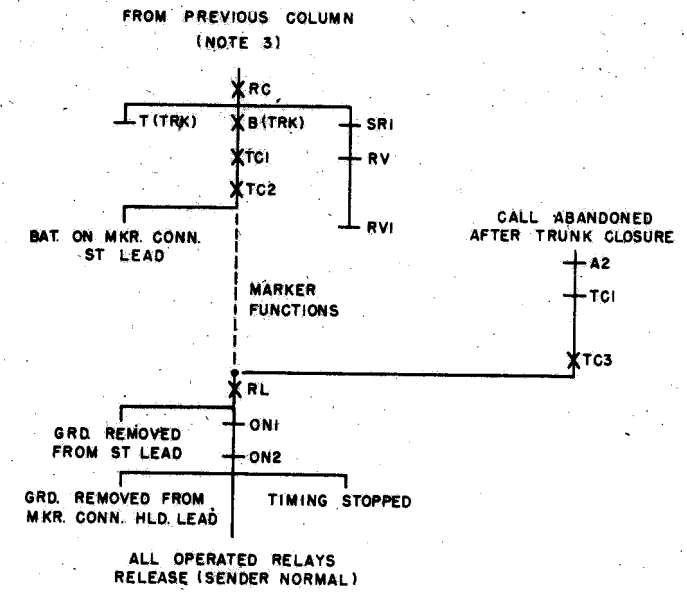 FROM PREVIOUS COLUMN
(NOTE 3)
RC
T (TRK)
B (TRK)
SR1
TC1
RV
TC2
RV1
BAT. ON MKR. CONN.
ST LEAD
CALL ABANDONED
AFTER TRUNK CLOSURE
A2
TC1
MARKER
FUNCTIONS
TC3
RL
GRD. REMOVED
FROM ST LEAD
ON1
ON2
GRD. REMOVED FROM
MKR. CONN. HLD. LEAD
TIMING STOPPED
ALL OPERATED RELAYS
RELEASE (SENDER NORMAL)